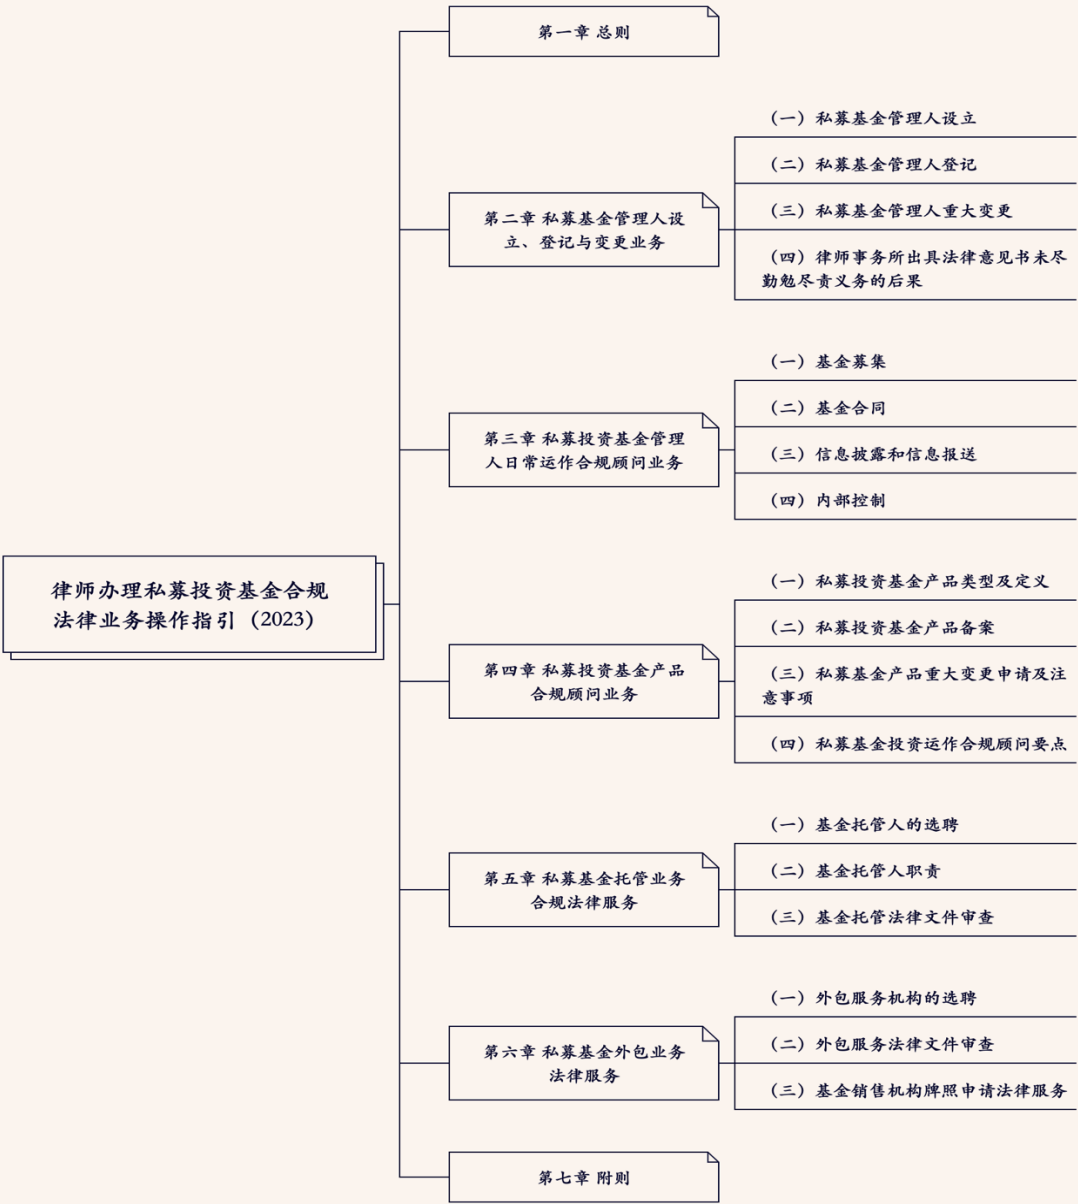 律师办理私募投资基金合规
法律业务操作指引（2023）
第一章 总则
第二章 私募基金管理人设
立、登记与变更业务
（一）私募基金管理人设立
（二）私募基金管理人登记
（三）私募基金管理人重大变更
（四）律师事务所出具法律意见书未尽
勤勉尽责义务的后果
第三章 私募投资基金管理
人日常运作合规顾问业务
（一）基金募集
（二）基金合同
（三）信息披露和信息报送
（四）内部控制
第四章 私募投资基金产品
合规顾问业务
（一）私募投资基金产品类型及定义
（二）私募投资基金产品备案
（三）私募基金产品重大变更申请及注
意事项
（四）私募基金投资运作合规顾问要点
第五章 私募基金托管业务
合规法律服务
（一）基金托管人的选聘
（二）基金托管人职责
（三）基金托管法律文件审查
第六章 私募基金外包业务
法律服务
（一）外包服务机构的选聘
（二）外包服务法律文件审查
（三）基金销售机构牌照申请法律服务
第七章 附则